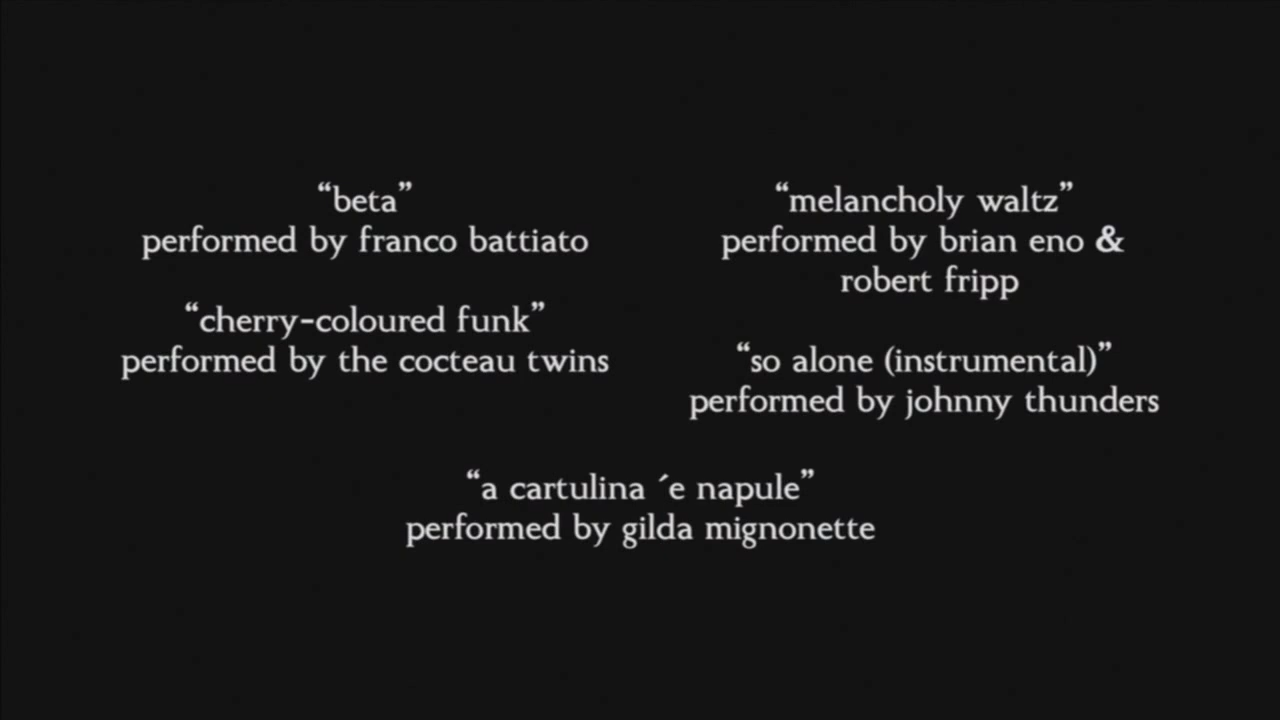 “beta”
performed by franco battiato
“cherry-coloured funk”
performed by the cocteau twins
“melancholy waltz”
performed by brian eno &
robert fripp
“so alone (instrumental)”
performed by johnny thunders
“a cartulina ´e napule”
performed by gilda mignonette